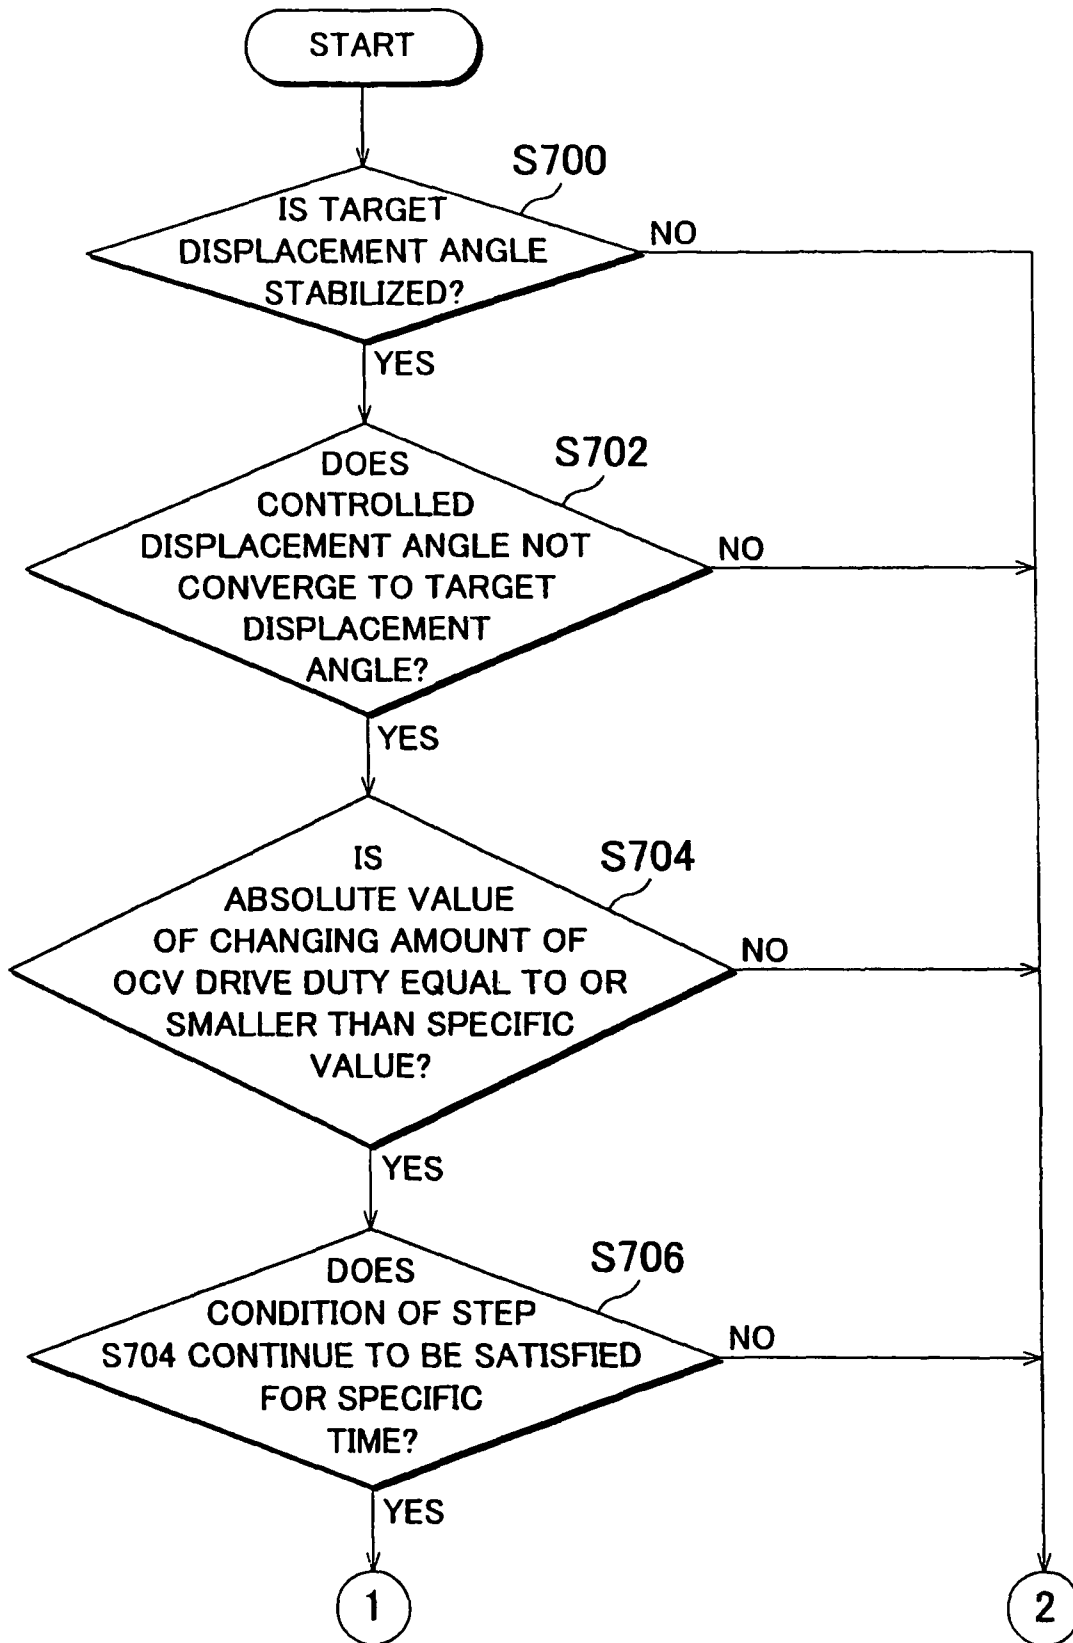 START
S700
IS TARGET
DISPLACEMENT ANGLE
STABILIZED?
NO
YES
S702
DOES
CONTROLLED
DISPLACEMENT ANGLE NOT
CONVERGE TO TARGET
DISPLACEMENT
ANGLE?
NO
YES
S704
IS
ABSOLUTE VALUE
OF CHANGING AMOUNT OF
OCV DRIVE DUTY EQUAL TO OR
SMALLER THAN SPECIFIC
VALUE?
NO
YES
S706
DOES
CONDITION OF STEP
S704 CONTINUE TO BE SATISFIED
FOR SPECIFIC
TIME?
NO
YES
1
2